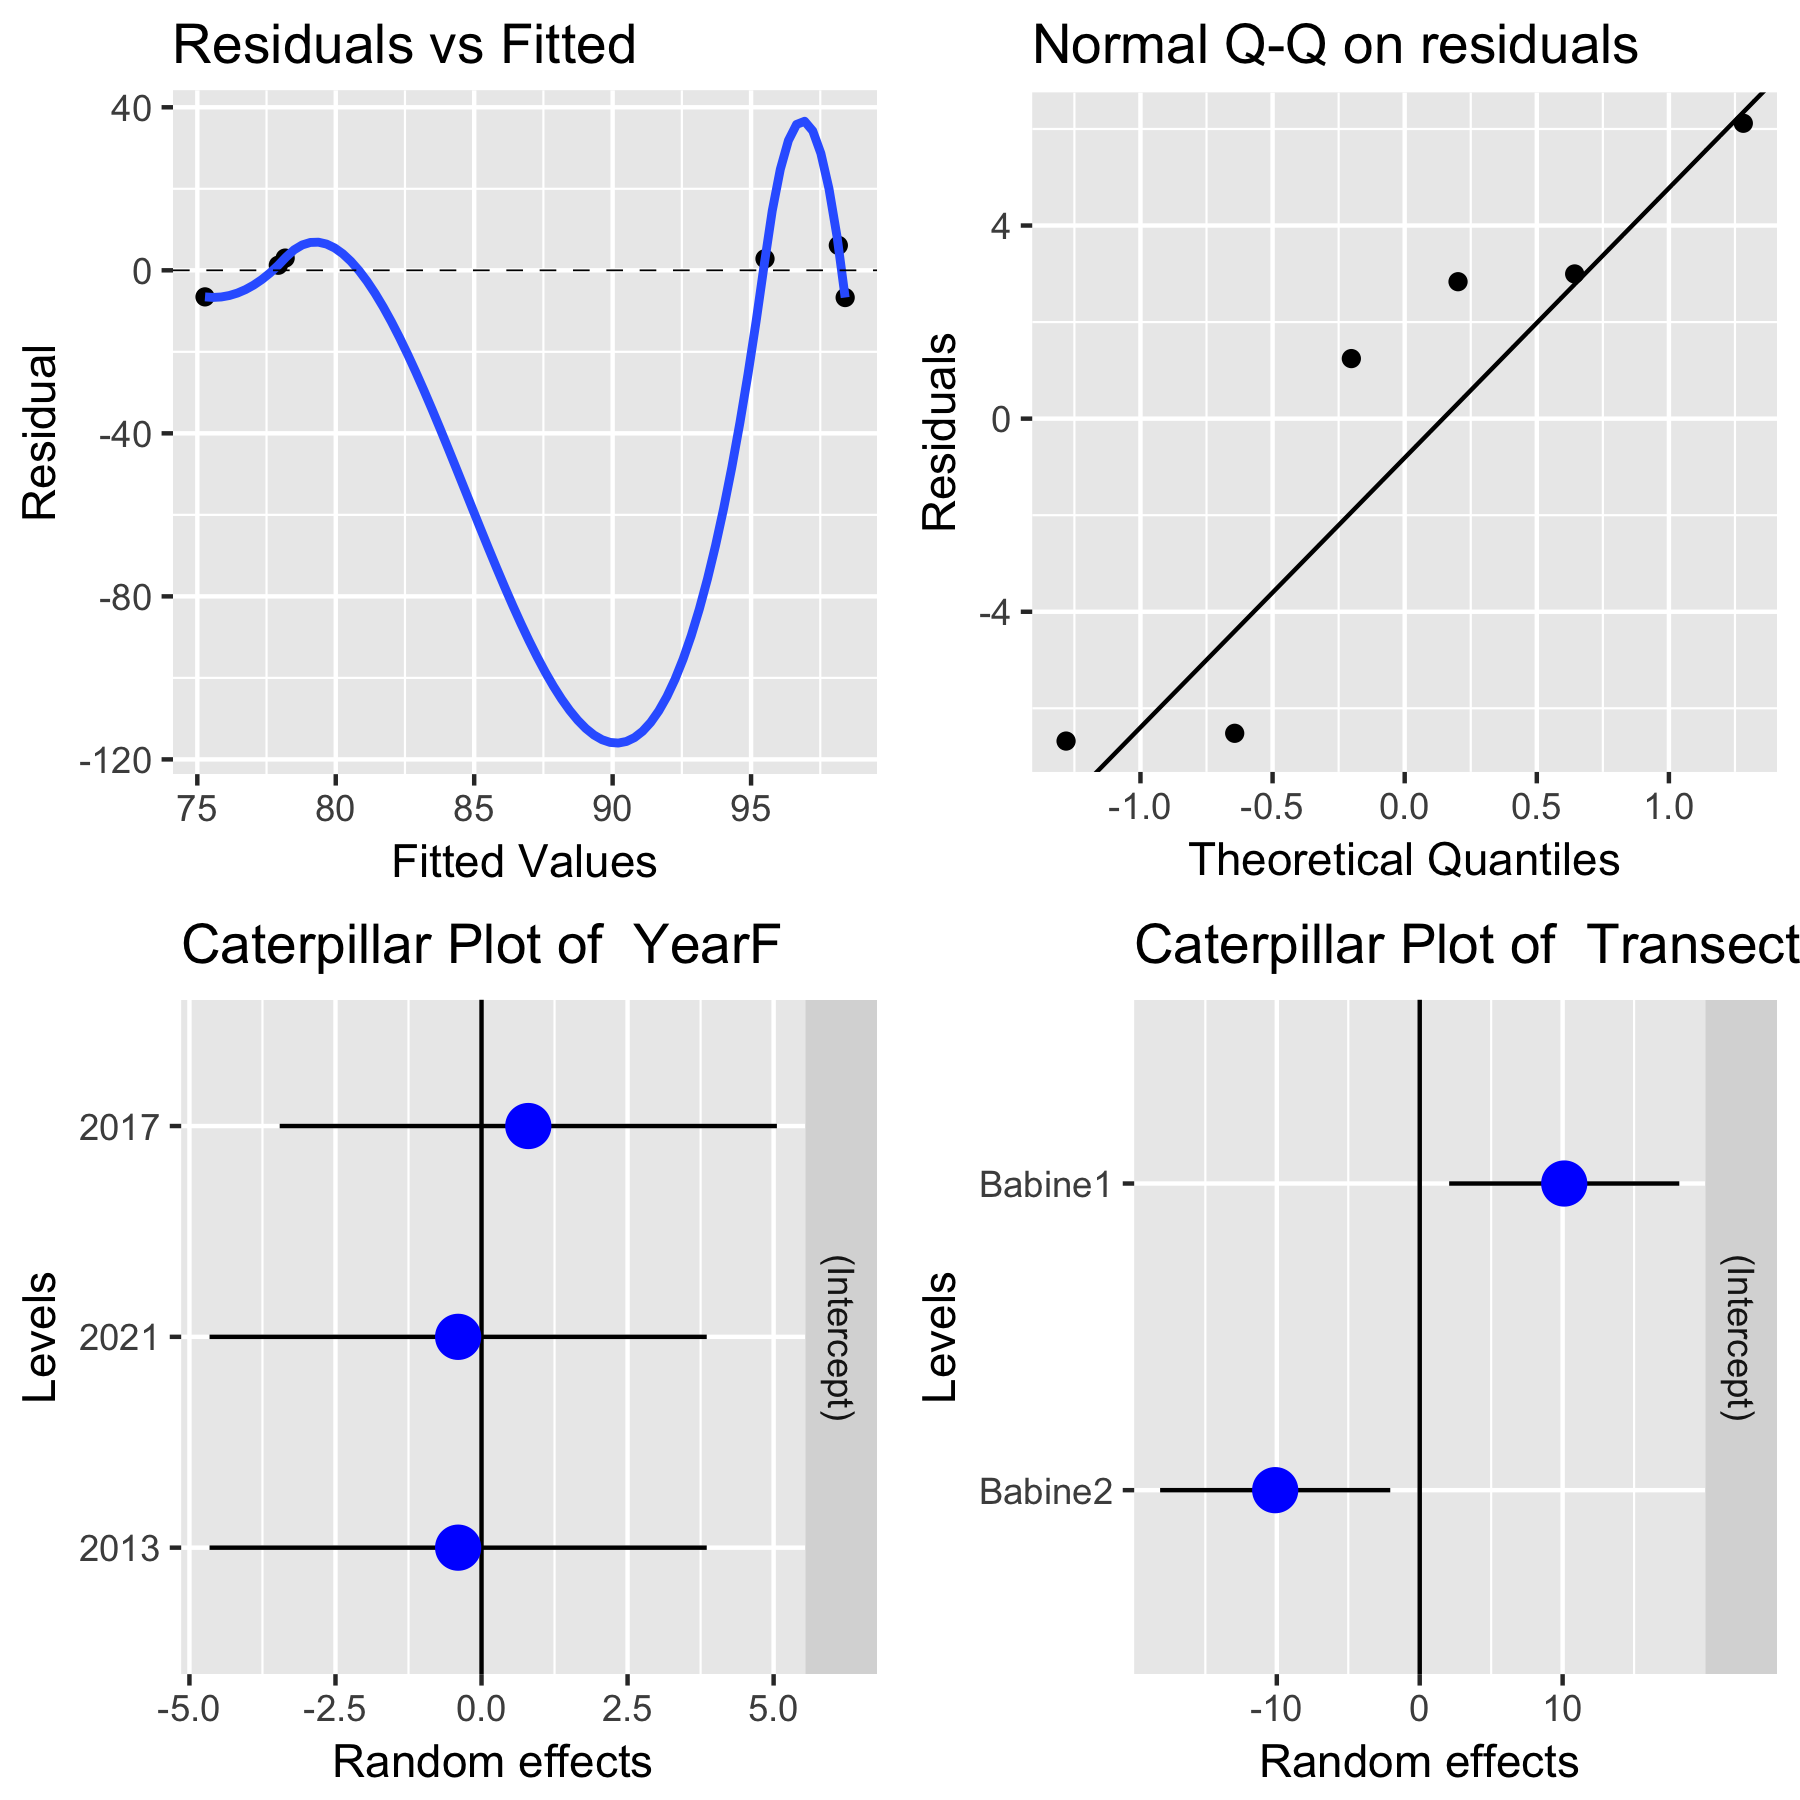 Residuals vs Fitted
40
0
-40
-80
-120
Residual
75 80 85 90 95
Fitted Values
Normal Q-Q on residuals
4
0
-4
Residuals
-1.0 -0.5 0.0 0.5 1.0
Theoretical Quantiles
Caterpillar Plot of  YearF
2017
2021
2013
Levels
(Intercept)
-5.0 -2.5 0.0 2.5 5.0
Random effects
Caterpillar Plot of  Transect
Babine1
Babine2
Levels
(Intercept)
-10 0 10
Random effects